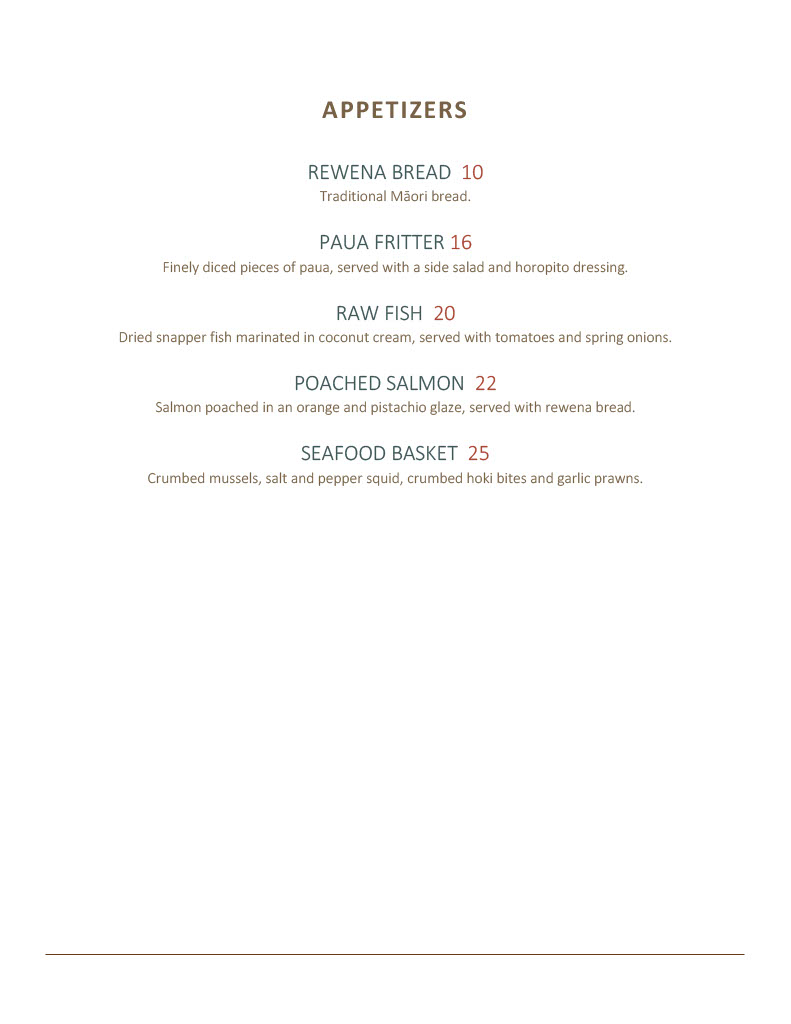 APPETIZERS
REWENA BREAD 10
Traditional Māori bread.
PAUA FRITTER 16
Finely diced pieces of paua, served with a side salad and horopito dressing.
RAW FISH 20
Dried snapper fish marinated in coconut cream, served with tomatoes and spring onions.
POACHED SALMON 22
Salmon poached in an orange and pistachio glaze, served with rewena bread.
SEAFOOD BASKET 25
Crumbed mussels, salt and pepper squid, crumbed hoki bites and garlic prawns.